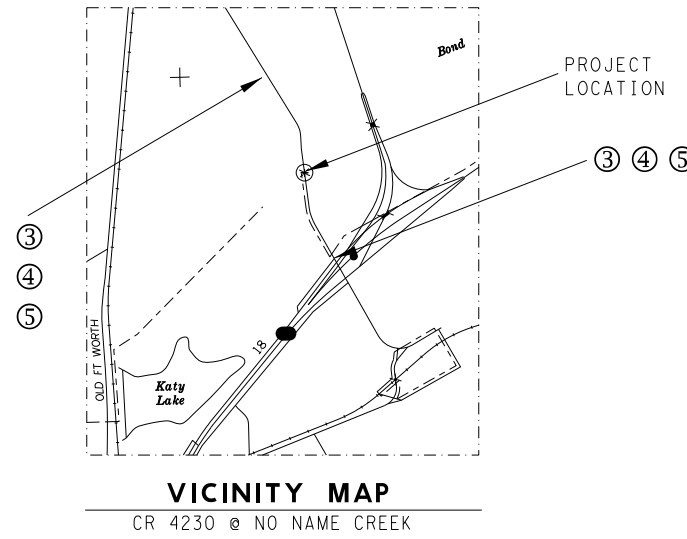 Bond
PROJECT
LOCATION
③ ④ ⑤
③
④
⑤
OLD FT WORTH
18
Katy
Lake
VICINITY MAP
CR 4230 @ NO NAME CREEK